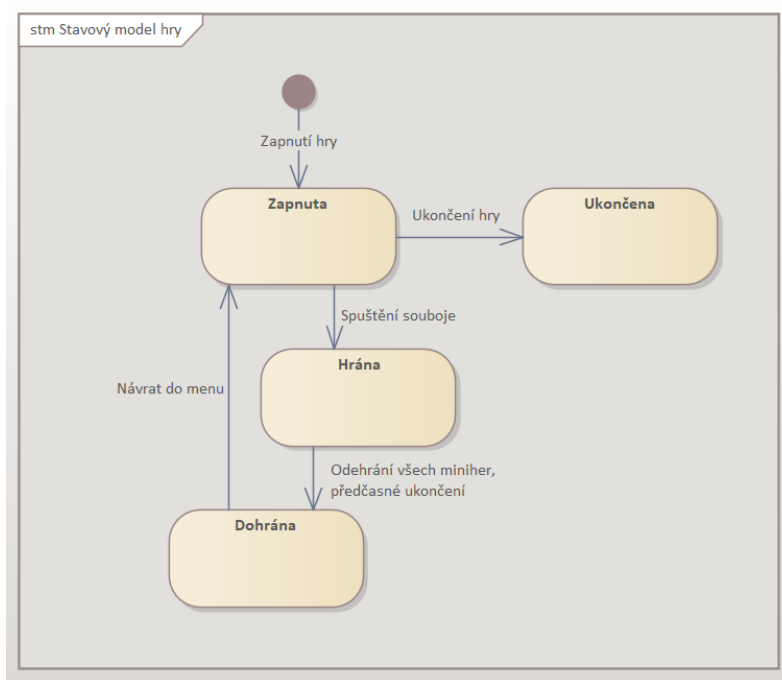 stm Stavový model hry
Zapnutí hry
Zapnuta
Ukončení hry
Ukončena
Spuštění souboje
Hrána
Návrat do menu
Odehrání všech miniher,
předčasné ukončení
Dohrána